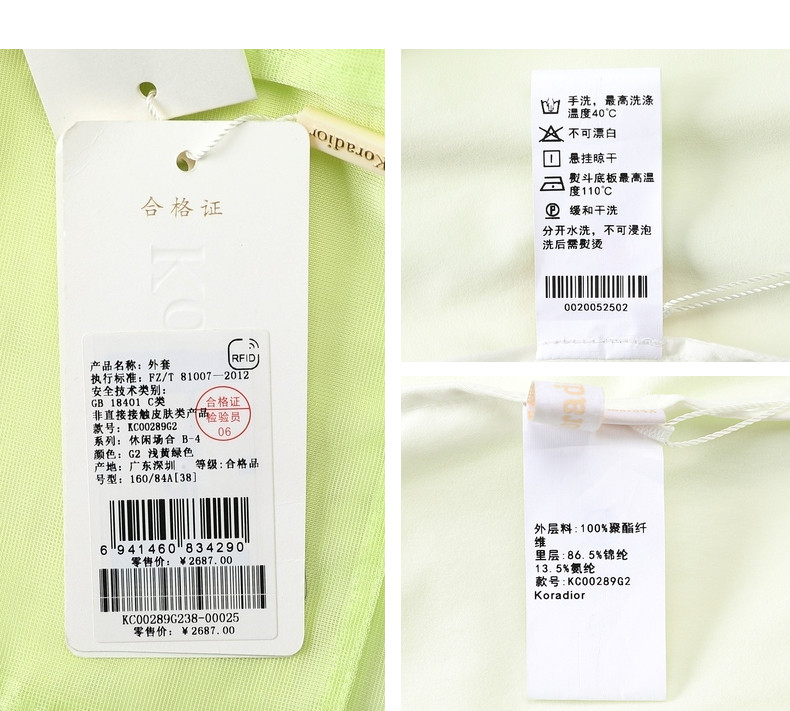 Koradior
合格证
KO
RFID
产品名称: 外套
执行标准: FZ/T 81007—2012
安全技术类别:
GB 18401 C类
非直接接触皮肤类产品
款号: KC00289G2
系列: 休闲场合 B-4
颜色: G2 浅黄绿色
产地: 广东深圳 等级:合格品
号型: 160/84A[38]
合格证
检验员
06
6 941460 834290
零售价: ¥2687.00
KC00289G238-00025
零售价: ¥2687.00
手洗，最高洗涤
温度40℃
不可漂白
悬挂晾干
熨斗底板最高温
度110℃
P
缓和干洗
分开水洗，不可浸泡
洗后需熨烫
0020052502
外层料:100%聚酯纤
维
里层:86.5%锦纶
13.5%氨纶
款号:KC00289G2
Koradior